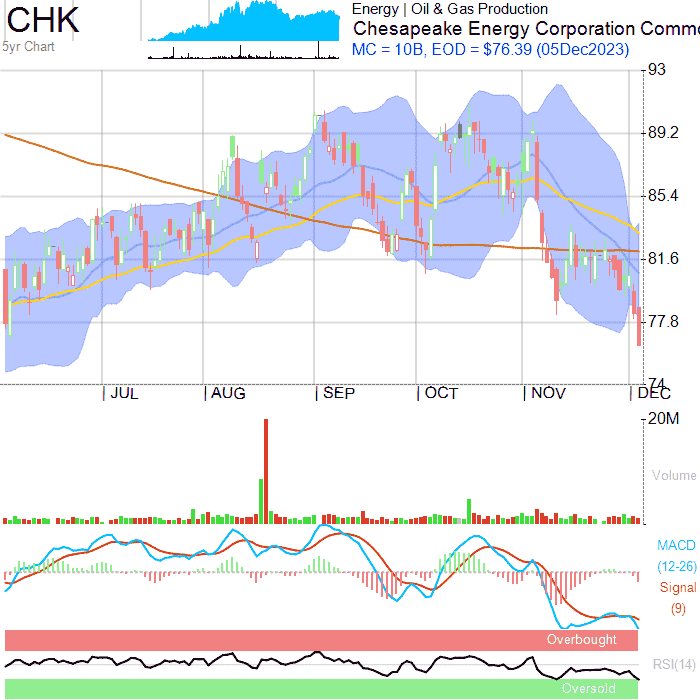 CHK
5yr Chart
Energy | Oil & Gas Production
Chesapeake Energy Corporation Commo
MC = 10B, EOD = $76.39 (05Dec2023)
93
89.2
85.4
81.6
77.8
74
JUL
AUG
SEP
OCT
NOV
DEC
20M
Volume
MACD
(12-26)
Signal
(9)
Overbought
RSI(14)
Oversold